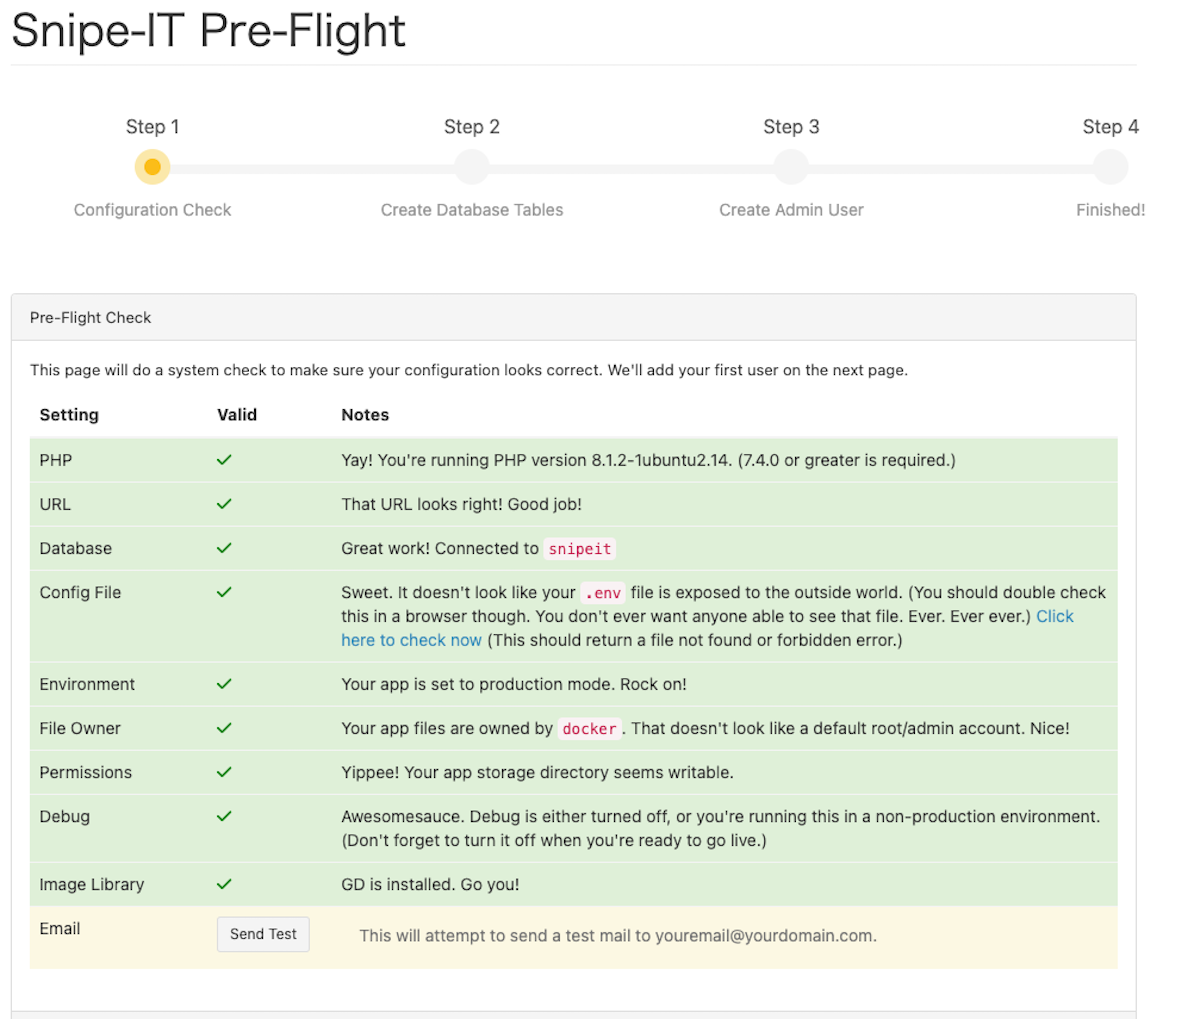 Snipe-IT Pre-Flight
Step 1
Step 2
Step 3
Step 4
Configuration Check
Create Database Tables
Create Admin User
Finished!
Pre-Flight Check
This page will do a system check to make sure your configuration looks correct. We'll add your first user on the next page.
Setting Valid Notes
PHP Yay! You're running PHP version 8.1.2-1ubuntu2.14. (7.4.0 or greater is required.)
URL That URL looks right! Good job!
Database Great work! Connected to snipeit
Config File Sweet. It doesn't look like your .env file is exposed to the outside world. (You should double check
this in a browser though. You don't ever want anyone able to see that file. Ever. Ever ever.) Click
here to check now (This should return a file not found or forbidden error.)
Environment Your app is set to production mode. Rock on!
File Owner Your app files are owned by docker. That doesn't look like a default root/admin account. Nice!
Permissions Yippee! Your app storage directory seems writable.
Debug Awesomesauce. Debug is either turned off, or you're running this in a non-production environment.
(Don't forget to turn it off when you're ready to go live.)
Image Library GD is installed. Go you!
Email Send Test This will attempt to send a test mail to youremail@yourdomain.com.